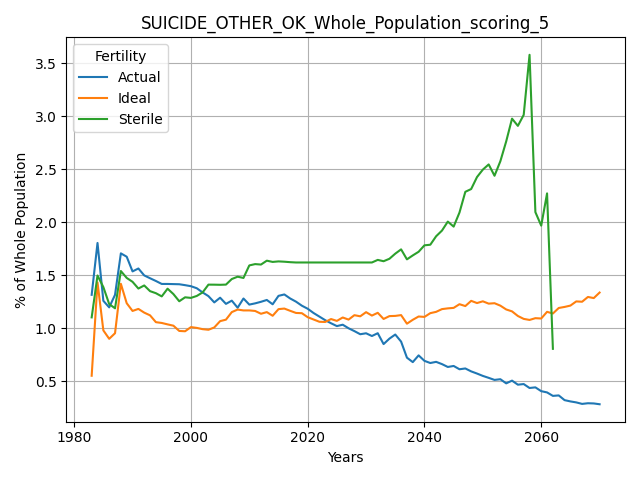 SUICIDE_OTHER_OK_Whole_Population_scoring_5
Fertility
Actual
Ideal
Sterile
% of Whole Population
3.5
3.0
2.5
2.0
1.5
1.0
0.5
1980
2000
2020
2040
2060
Years